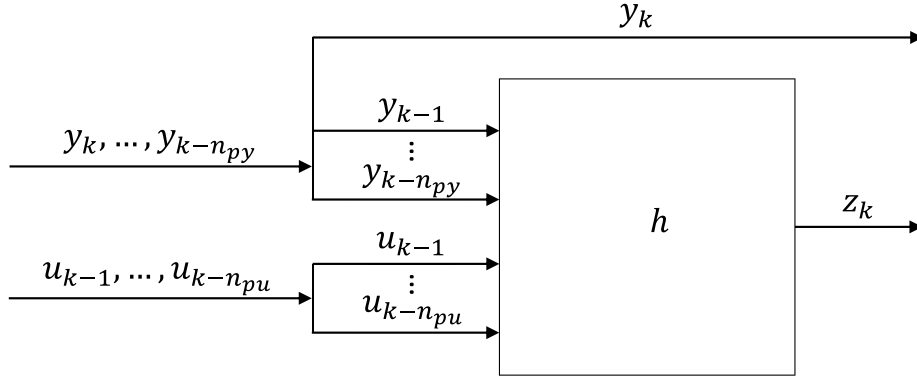 y_k
y_{k-1}
⋮
y_k, ..., y_{k-n_{py}}
y_{k-n_{py}}
h
z_k
u_{k-1}
u_{k-1}, ..., u_{k-n_{pu}}
⋮
u_{k-n_{pu}}